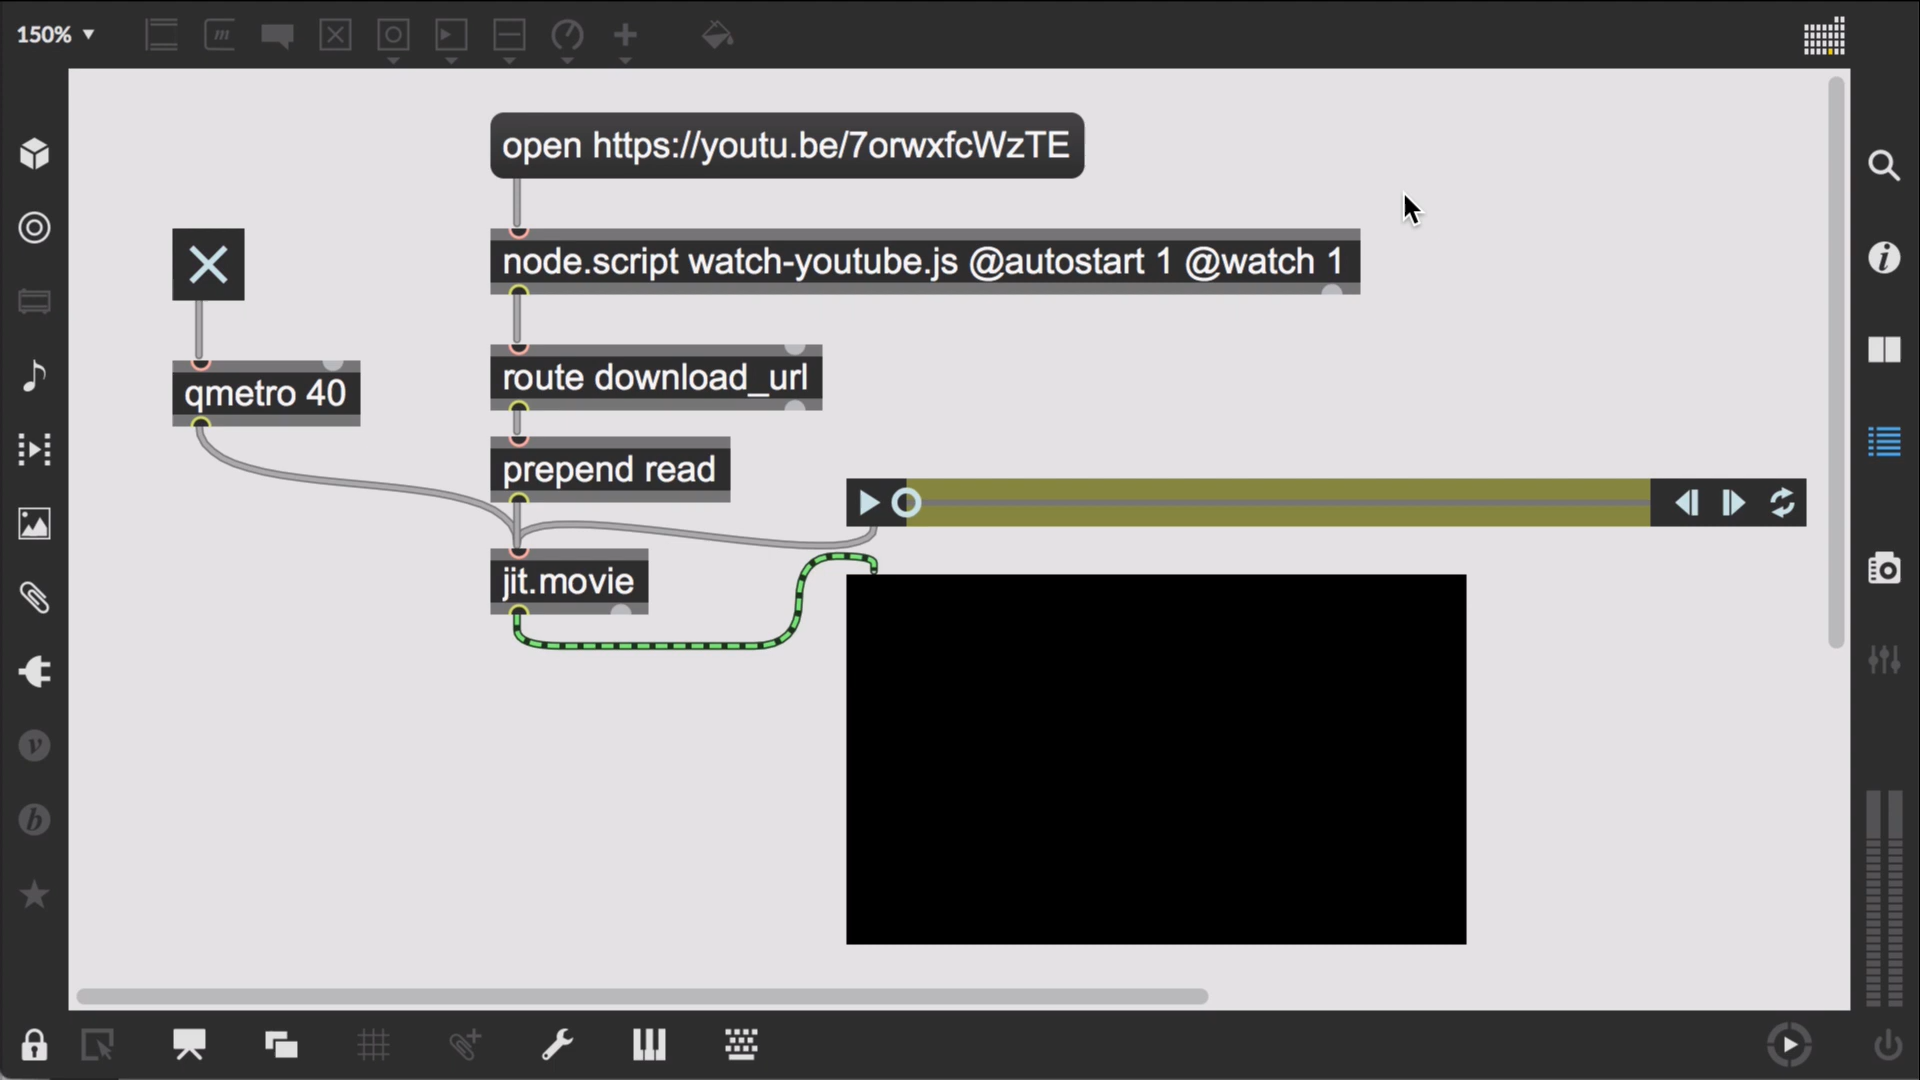 150%
m
open https://youtu.be/7orwxfcWzTE
node.script watch-youtube.js @autostart 1 @watch 1
qmetro 40
route download_url
prepend read
jit.movie
i
v
b